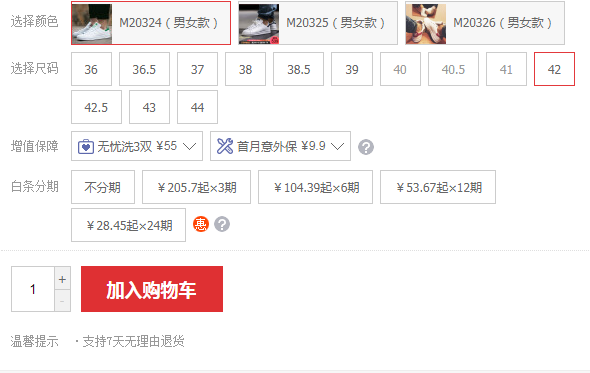 选择颜色 M20324（男女款） M20325（男女款） M20326（男女款）
选择尺码 36 36.5 37 38 38.5 39 40 40.5 41 42
42.5 43 44
增值保障 无忧洗3双 ¥55 首月意外保 ¥9.9 ?
白条分期 不分期 ￥205.7起×3期 ￥104.39起×6期 ￥53.67起×12期
￥28.45起×24期 惠 ?
1 + - 加入购物车
温馨提示 ·支持7天无理由退货